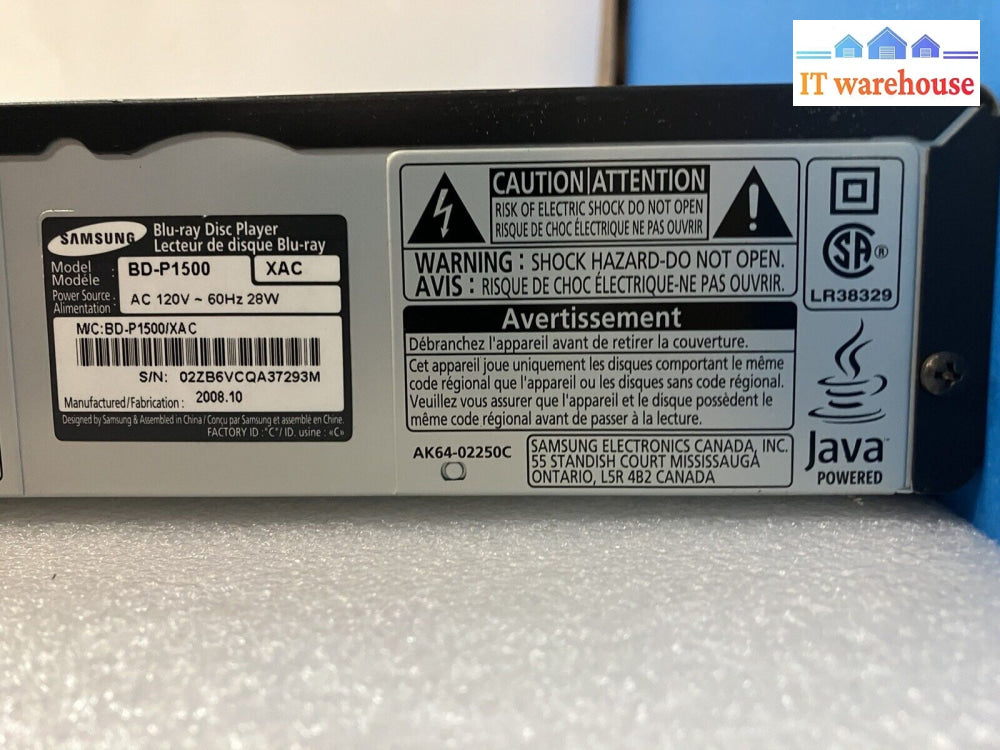 IT warehouse
SAMSUNG
Blu-ray Disc Player
Lecteur de disque Blu-ray
Model
Modèle : BD-P1500 XAC
Power Source
Alimentation : AC 120V ~ 60Hz 28W
M/C:BD-P1500/XAC
S/N: 02ZB6VCQA37293M
Manufactured/Fabrication : 2008.10
Designed by Samsung & Assembled in China / Conçu par Samsung et assemblé en Chine.
FACTORY ID :"C"/ ID. usine : «C»
CAUTION ATTENTION
RISK OF ELECTRIC SHOCK DO NOT OPEN
RISQUE DE CHOC ÉLECTRIQUE NE PAS OUVRIR
WARNING : SHOCK HAZARD-DO NOT OPEN.
AVIS : RISQUE DE CHOC ÉLECTRIQUE-NE PAS OUVRIR.
Avertissement
Débranchez l'appareil avant de retirer la couverture.
Cet appareil joue uniquement les disques comportant le même
code régional que l'appareil ou les disques sans code régional.
Veuillez vous assurer que l'appareil et le disque possèdent le
même code régional avant de passer à la lecture.
AK64-02250C
SAMSUNG ELECTRONICS CANADA, INC.
55 STANDISH COURT MISSISSAUGA
ONTARIO, L5R 4B2 CANADA
SA ®
LR38329
Java™
POWERED